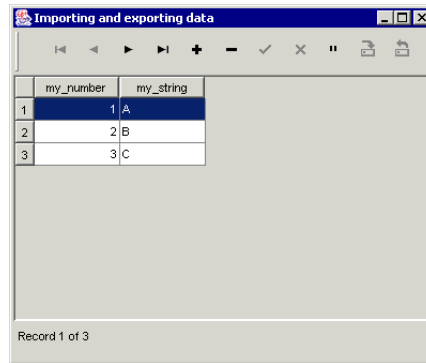 Importing and exporting data
my_number my_string
1 1 A
2 2 B
3 3 C
Record 1 of 3